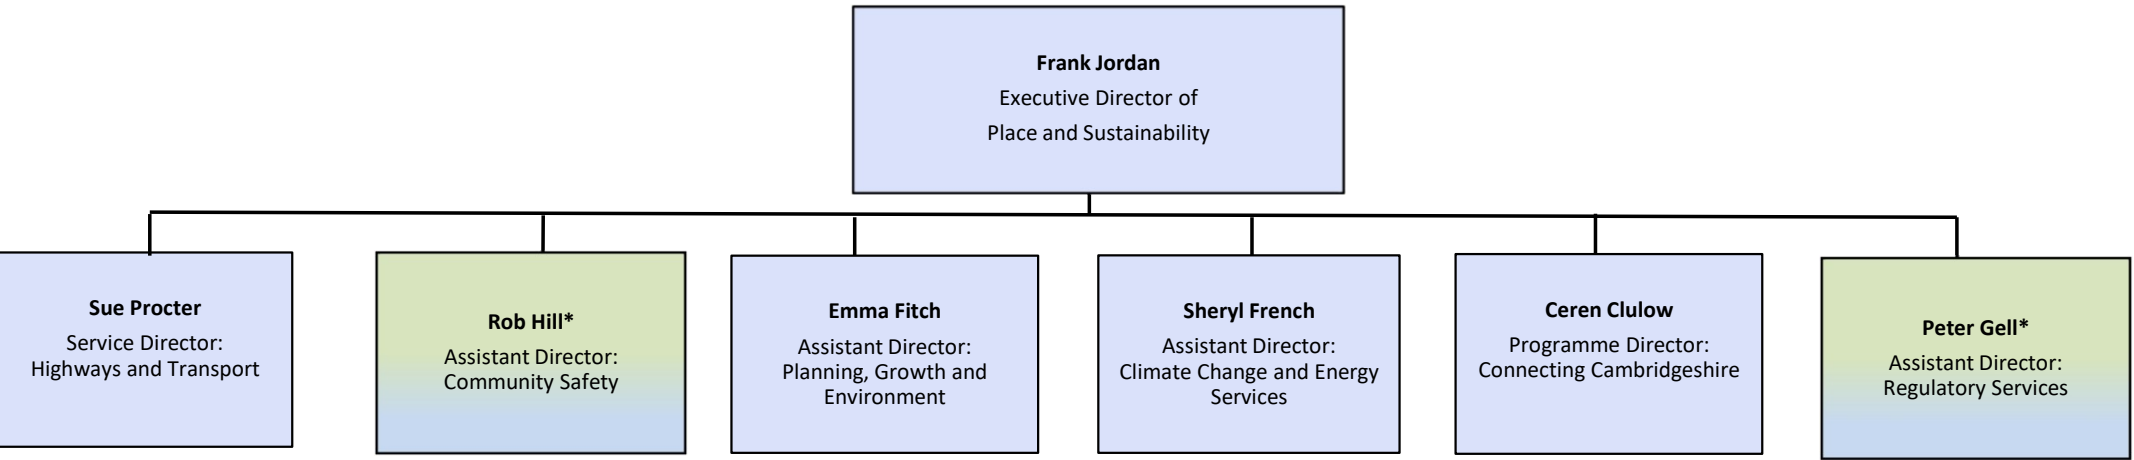 Frank Jordan
Executive Director of
Place and Sustainability
Sue Procter
Service Director:
Highways and Transport
Rob Hill*
Assistant Director:
Community Safety
Emma Fitch
Assistant Director:
Planning, Growth and
Environment
Sheryl French
Assistant Director:
Climate Change and Energy
Services
Ceren Clulow
Programme Director:
Connecting Cambridgeshire
Peter Gell*
Assistant Director:
Regulatory Services